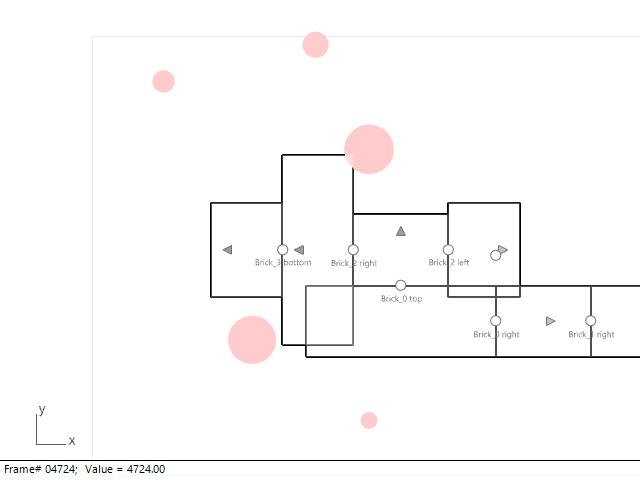 Brick_3 bottom
Brick_2 right
Brick_2 left
Brick_0 top
Brick_0 right
Brick_1 right
y
x
Frame# 04724; Value = 4724.00